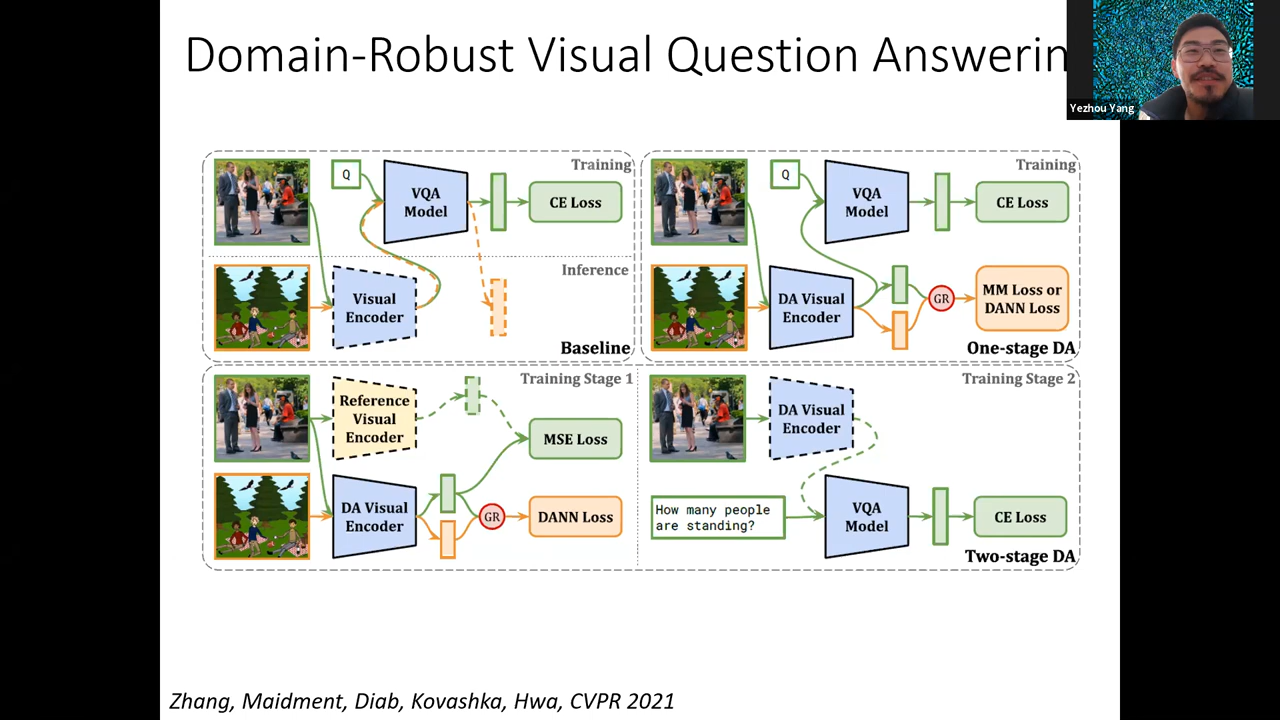 Domain-Robust Visual Question Answerin
Yezhou Yang
Training
Q
VQA
Model
CE Loss
Inference
Visual
Encoder
Baseline
Training
Q
VQA
Model
CE Loss
DA Visual
Encoder
GR
MM Loss or
DANN Loss
One-stage DA
Training Stage 1
Reference
Visual
Encoder
MSE Loss
DA Visual
Encoder
GR
DANN Loss
Training Stage 2
DA Visual
Encoder
How many people
are standing?
VQA
Model
CE Loss
Two-stage DA
Zhang, Maidment, Diab, Kovashka, Hwa, CVPR 2021